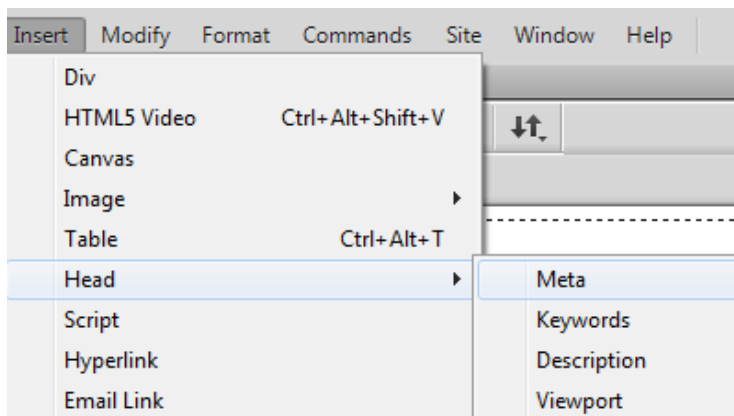 Insert Modify Format Commands Site Window Help
Div
HTML5 Video Ctrl+Alt+Shift+V
Canvas
Image
Table Ctrl+Alt+T
Head Meta
Script Keywords
Hyperlink Description
Email Link Viewport